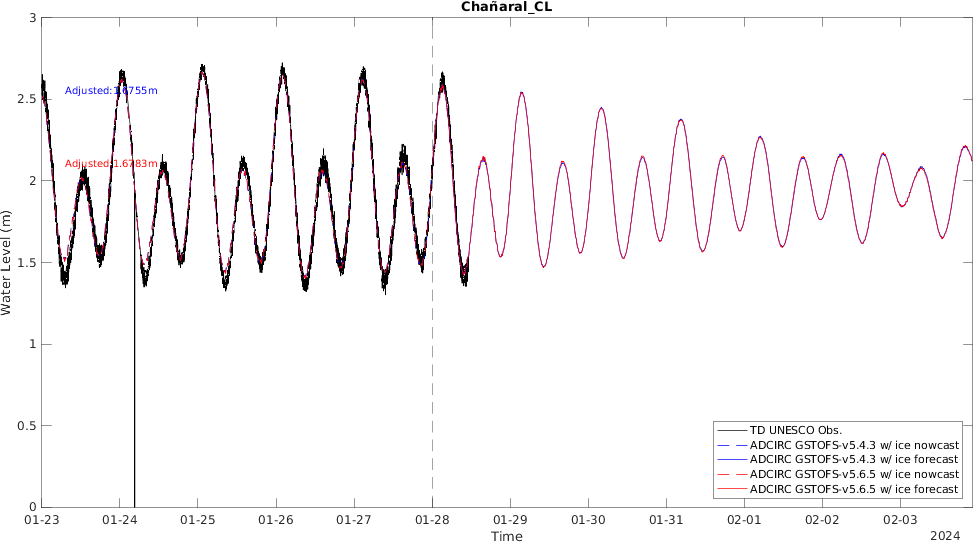 Chañaral_CL
3
2.5
2
1.5
1
0.5
0
Water Level (m)
Adjusted:1.6755m
Adjusted:1.6783m
TD UNESCO Obs.
ADCIRC GSTOFS-v5.4.3 w/ ice nowcast
ADCIRC GSTOFS-v5.4.3 w/ ice forecast
ADCIRC GSTOFS-v5.6.5 w/ ice nowcast
ADCIRC GSTOFS-v5.6.5 w/ ice forecast
01-23 01-24 01-25 01-26 01-27 01-28 01-29 01-30 01-31 02-01 02-02 02-03
Time
2024